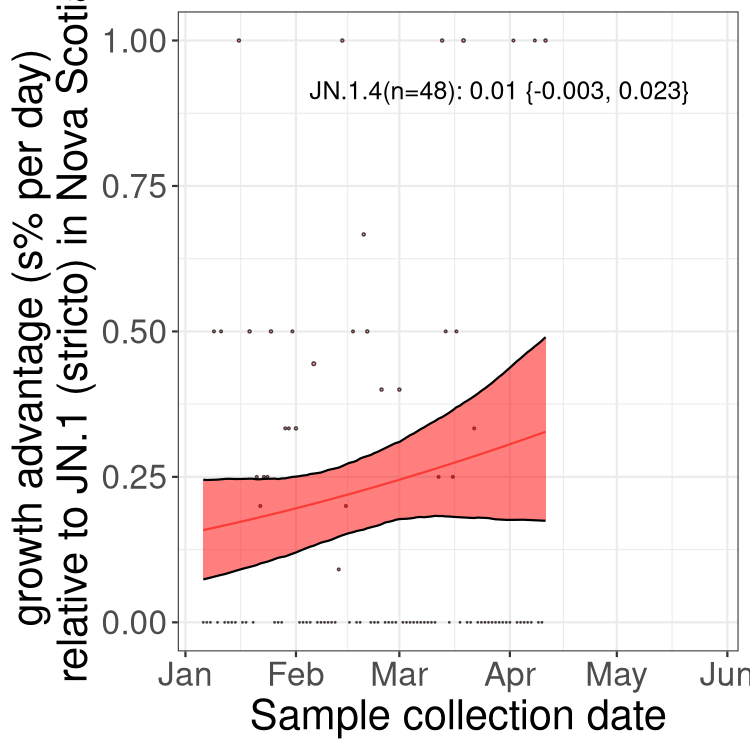 growth advantage (s% per day)
relative to JN.1 (stricto) in Nova Scotia
1.00
0.75
0.50
0.25
0.00
JN.1.4(n=48): 0.01 {-0.003, 0.023}
Jan Feb Mar Apr May Jun
Sample collection date